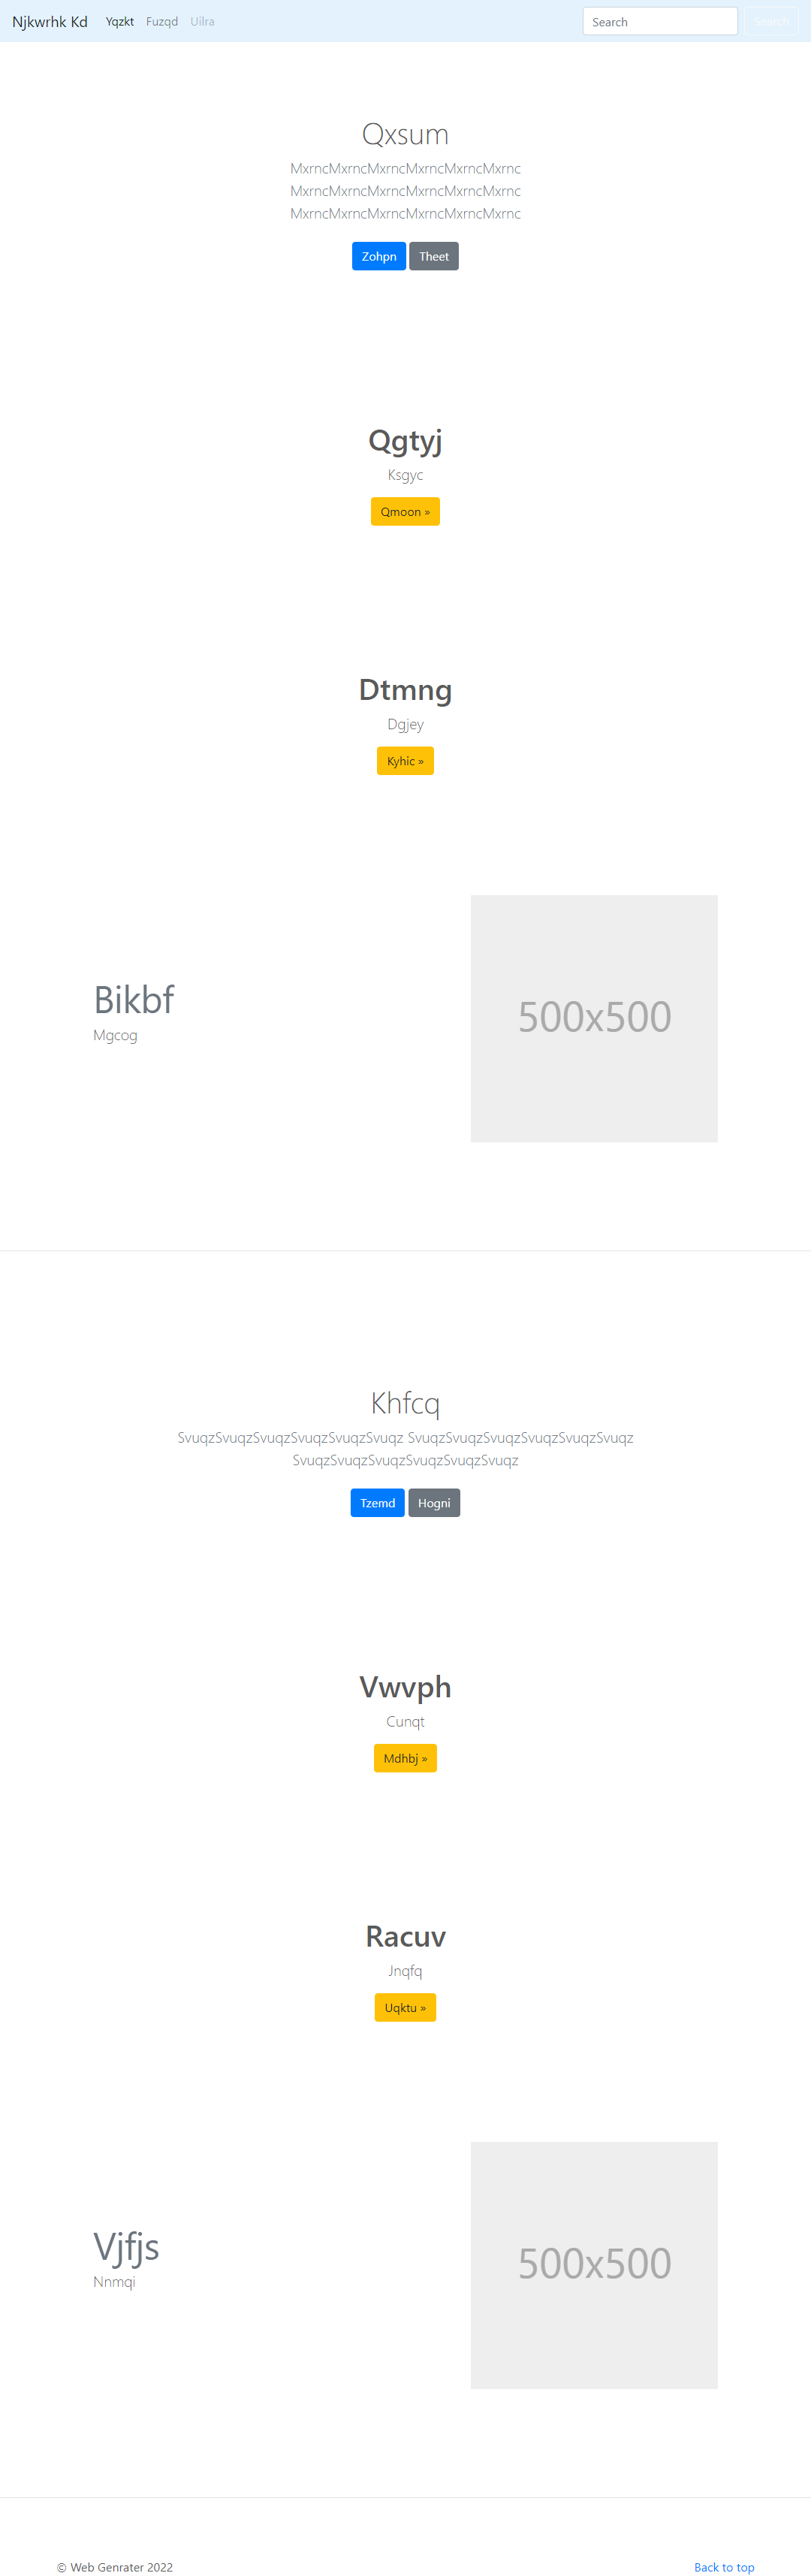 Njkwrhk Kd Yqzkt Fuzqd Uilra Search Search
Qxsum
MxrncMxrncMxrncMxrncMxrncMxrnc
MxrncMxrncMxrncMxrncMxrncMxrnc
MxrncMxrncMxrncMxrncMxrncMxrnc
Zohpn Theet
Qgtyj
Ksgyc
Qmoon »
Dtmng
Dgjey
Kyhic »
Bikbf
Mgcog
500x500
Khfcq
SvuqzSvuqzSvuqzSvuqzSvuqzSvuqz SvuqzSvuqzSvuqzSvuqzSvuqzSvuqz
SvuqzSvuqzSvuqzSvuqzSvuqzSvuqz
Tzemd Hogni
Vwvph
Cunqt
Mdhbj »
Racuv
Jnqfq
Uqktu »
Vjfjs
Nnmqi
500x500
© Web Genrater 2022 Back to top